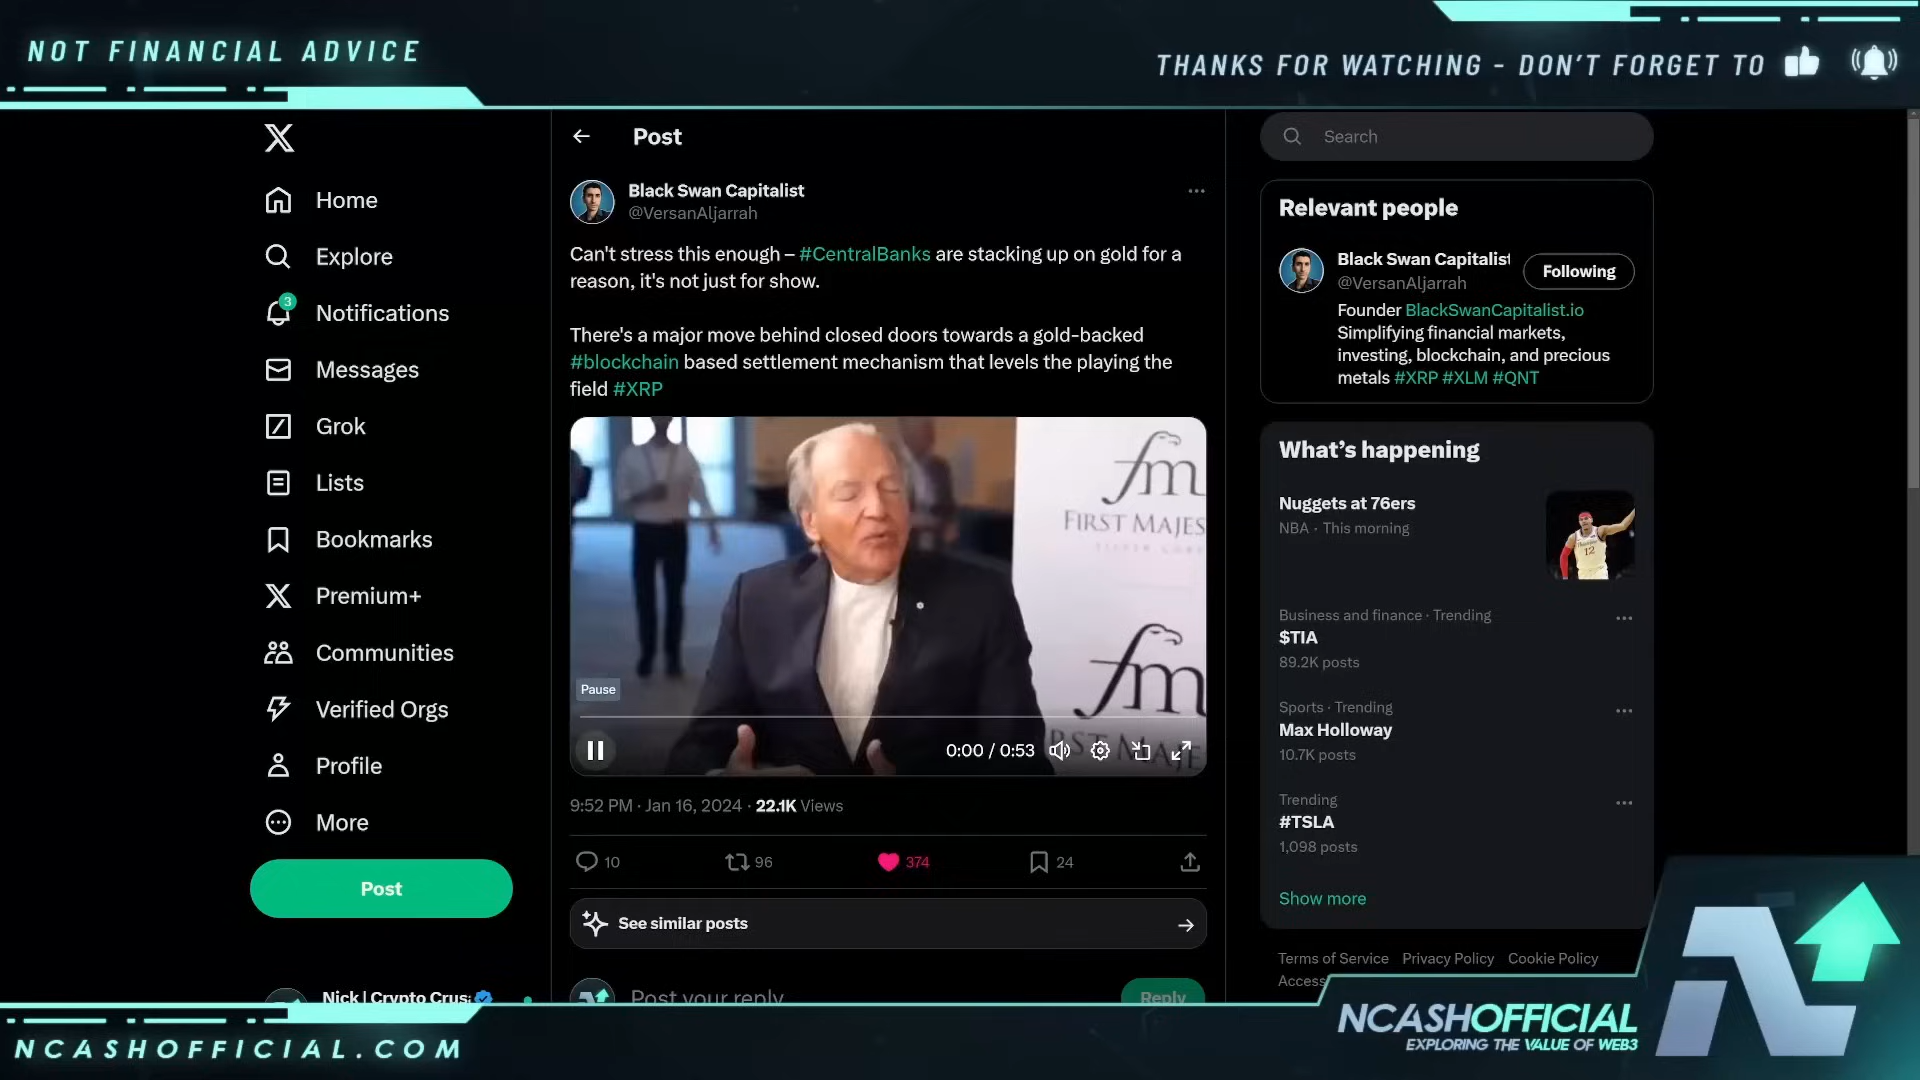 NOT FINANCIAL ADVICE
THANKS FOR WATCHING - DON'T FORGET TO
Home
Explore
3
Notifications
Messages
Grok
Lists
Bookmarks
Premium+
Communities
Verified Orgs
Profile
More
Post
Nick | Crypto Crus
Post
Black Swan Capitalist
@VersanAljarrah
Can't stress this enough – #CentralBanks are stacking up on gold for a
reason, it's not just for show.
There's a major move behind closed doors towards a gold-backed
#blockchain based settlement mechanism that levels the playing the
field #XRP
fm
FIRST MAJES
fm
Pause
0:00 / 0:53
9:52 PM · Jan 16, 2024 · 22.1K Views
10
96
374
24
See similar posts
Post your reply
Reply
Search
Relevant people
Black Swan Capitalist
@VersanAljarrah
Following
Founder BlackSwanCapitalist.io
Simplifying financial markets,
investing, blockchain, and precious
metals #XRP #XLM #QNT
What's happening
Nuggets at 76ers
NBA · This morning
12
Business and finance · Trending
$TIA
89.2K posts
Sports · Trending
Max Holloway
10.7K posts
Trending
#TSLA
1,098 posts
Show more
Terms of Service Privacy Policy Cookie Policy
Access
NCASHOFFICIAL.COM
NCASHOFFICIAL
EXPLORING THE VALUE OF WEB3